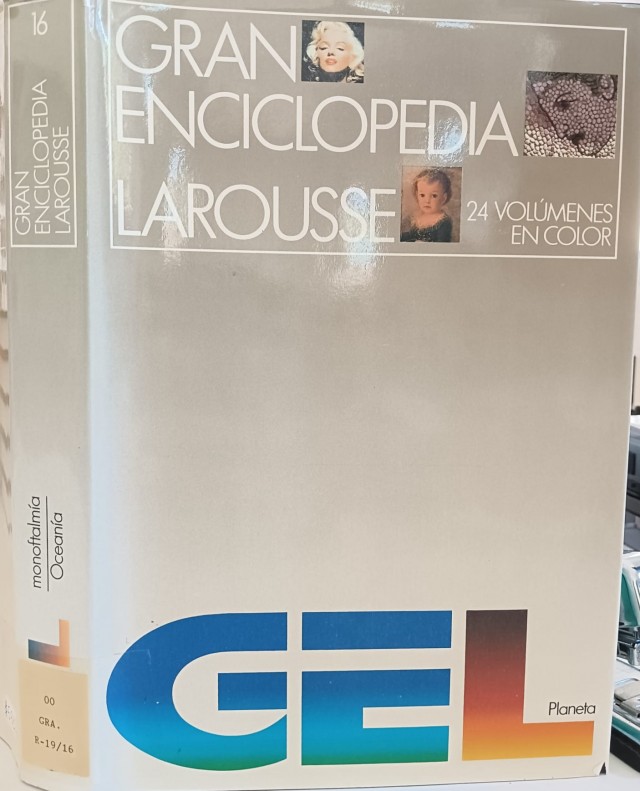 16
GRAN
ENCICLOPEDIA
LAROUSSE
monoftalmía
Oceanía
L
00
GRA.
R-19/16
GRAN
ENCICLOPEDIA
LAROUSSE
24 VOLÚMENES
EN COLOR
GEL
Planeta